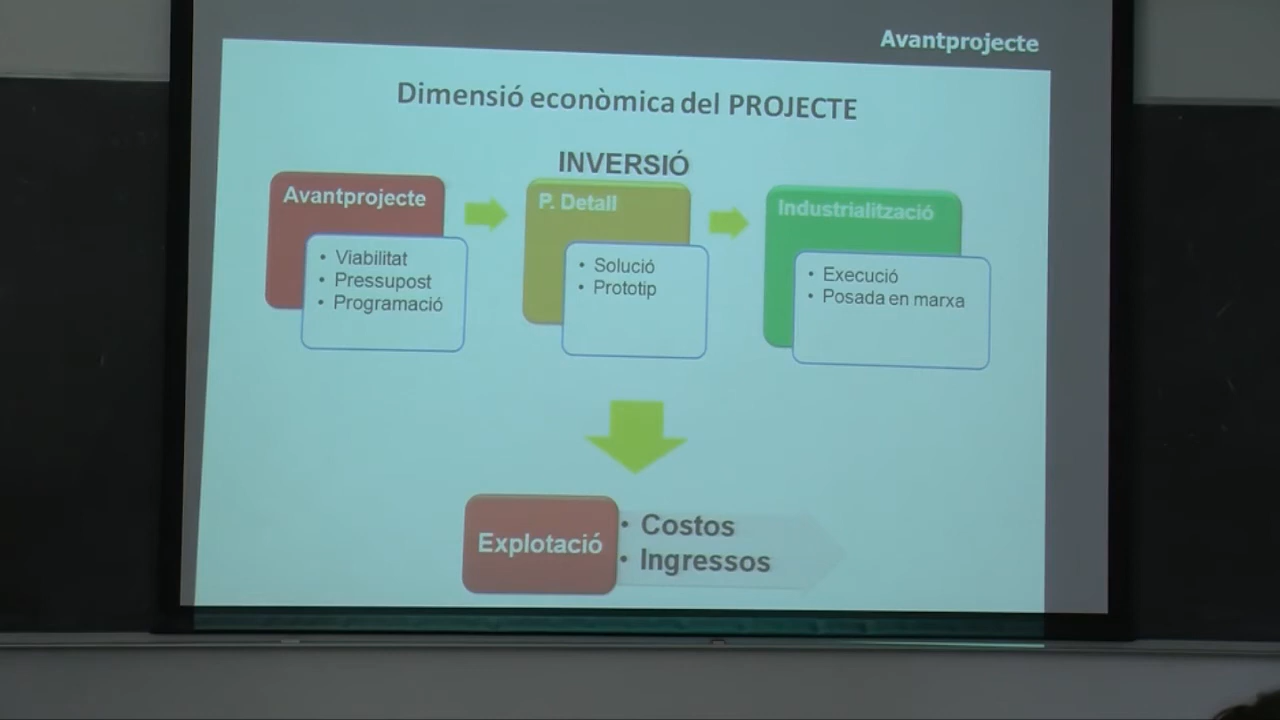 Avantprojecte
Dimensió econòmica del PROJECTE
INVERSIÓ
Avantprojecte
• Viabilitat
• Pressupost
• Programació
P. Detall
• Solució
• Prototip
Industrialització
• Execució
• Posada en marxa
Explotació
• Costos
• Ingressos